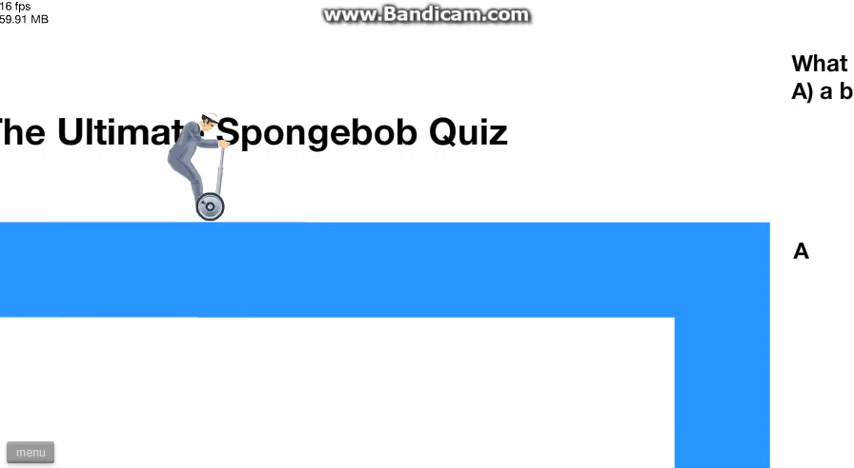 16 fps
59.91 MB
www.Bandicam.com
What
A) a b
The Ultimate Spongebob Quiz
A
menu